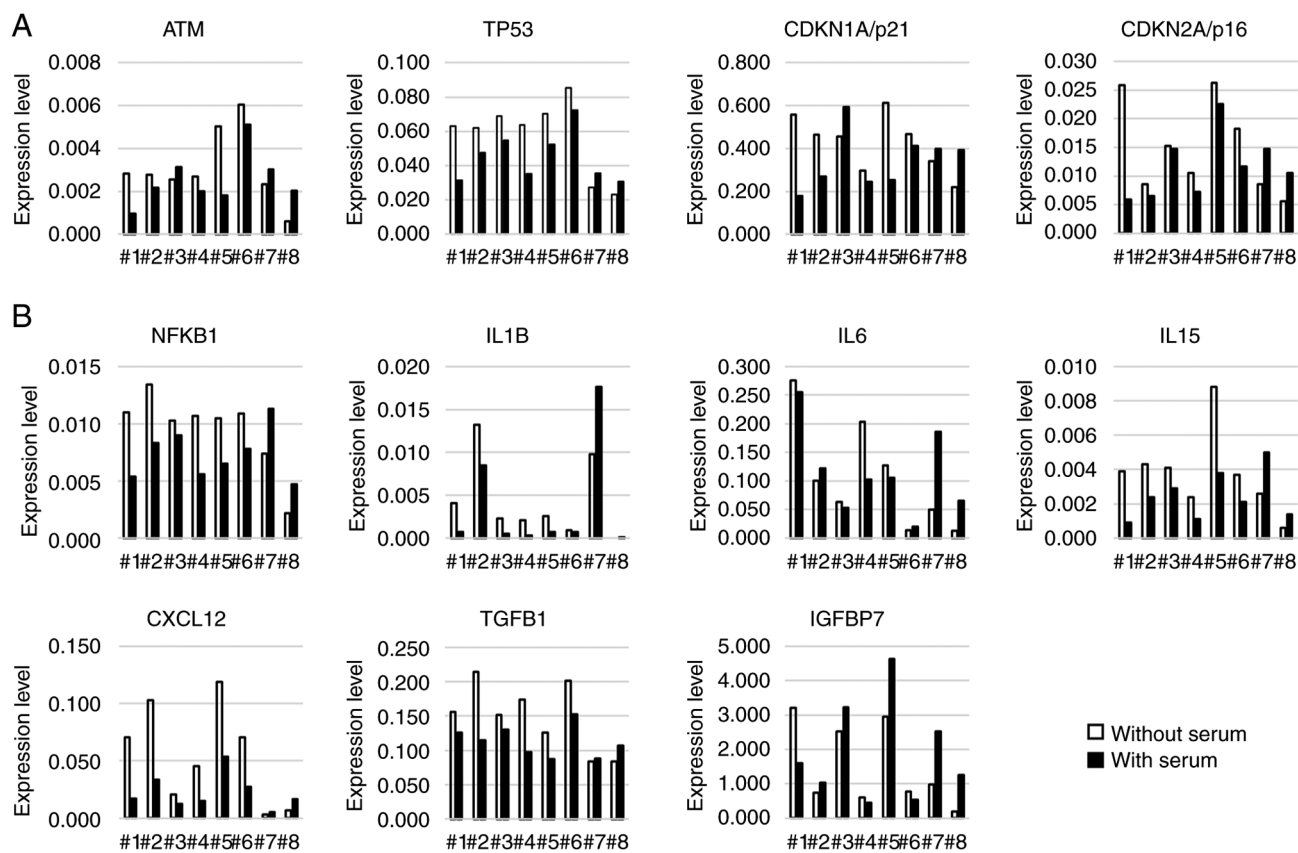 A
ATM
Expression level
0.008
0.006
0.004
0.002
0.000
#1#2#3#4#5#6#7#8
TP53
Expression level
0.100
0.080
0.060
0.040
0.020
0.000
#1#2#3#4#5#6#7#8
CDKN1A/p21
Expression level
0.800
0.600
0.400
0.200
0.000
#1#2#3#4#5#6#7#8
CDKN2A/p16
Expression level
0.030
0.025
0.020
0.015
0.010
0.005
0.000
#1#2#3#4#5#6#7#8
B
NFKB1
Expression level
0.015
0.010
0.005
0.000
#1#2#3#4#5#6#7#8
IL1B
Expression level
0.020
0.015
0.010
0.005
0.000
#1#2#3#4#5#6#7#8
IL6
Expression level
0.300
0.250
0.200
0.150
0.100
0.050
0.000
#1#2#3#4#5#6#7#8
IL15
Expression level
0.010
0.008
0.006
0.004
0.002
0.000
#1#2#3#4#5#6#7#8
CXCL12
Expression level
0.150
0.100
0.050
0.000
#1#2#3#4#5#6#7#8
TGFB1
Expression level
0.250
0.200
0.150
0.100
0.050
0.000
#1#2#3#4#5#6#7#8
IGFBP7
Expression level
5.000
4.000
3.000
2.000
1.000
0.000
#1#2#3#4#5#6#7#8
Without serum
With serum